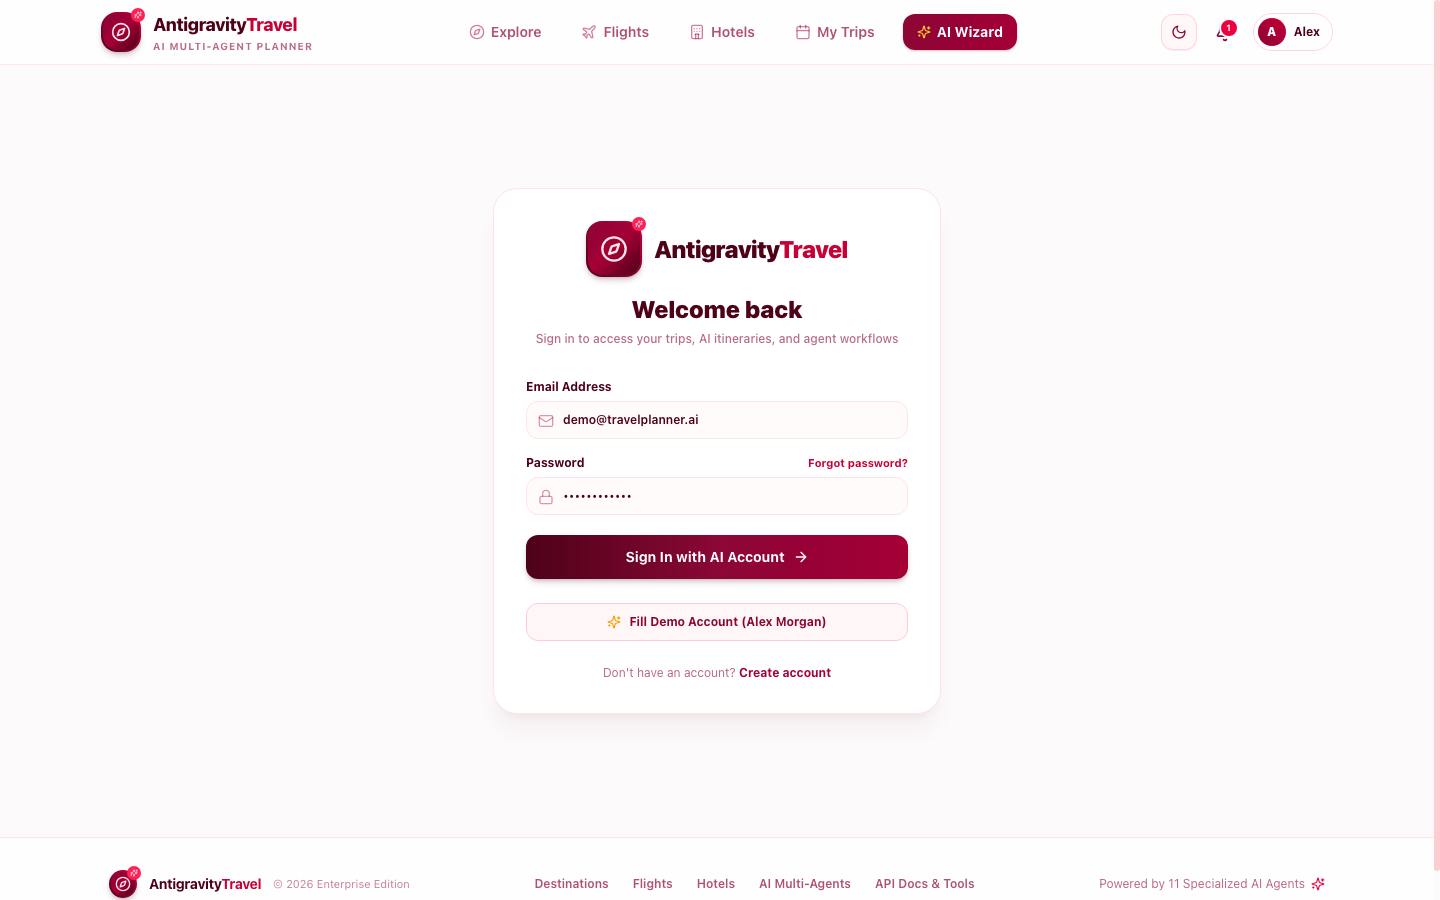 AntigravityTravel
AI MULTI-AGENT PLANNER
Explore
Flights
Hotels
My Trips
AI Wizard
1
A
Alex
AntigravityTravel
Welcome back
Sign in to access your trips, AI itineraries, and agent workflows
Email Address
demo@travelplanner.ai
Password
Forgot password?
••••••••••••
Sign In with AI Account →
Fill Demo Account (Alex Morgan)
Don't have an account? Create account
AntigravityTravel
© 2026 Enterprise Edition
Destinations
Flights
Hotels
AI Multi-Agents
API Docs & Tools
Powered by 11 Specialized AI Agents